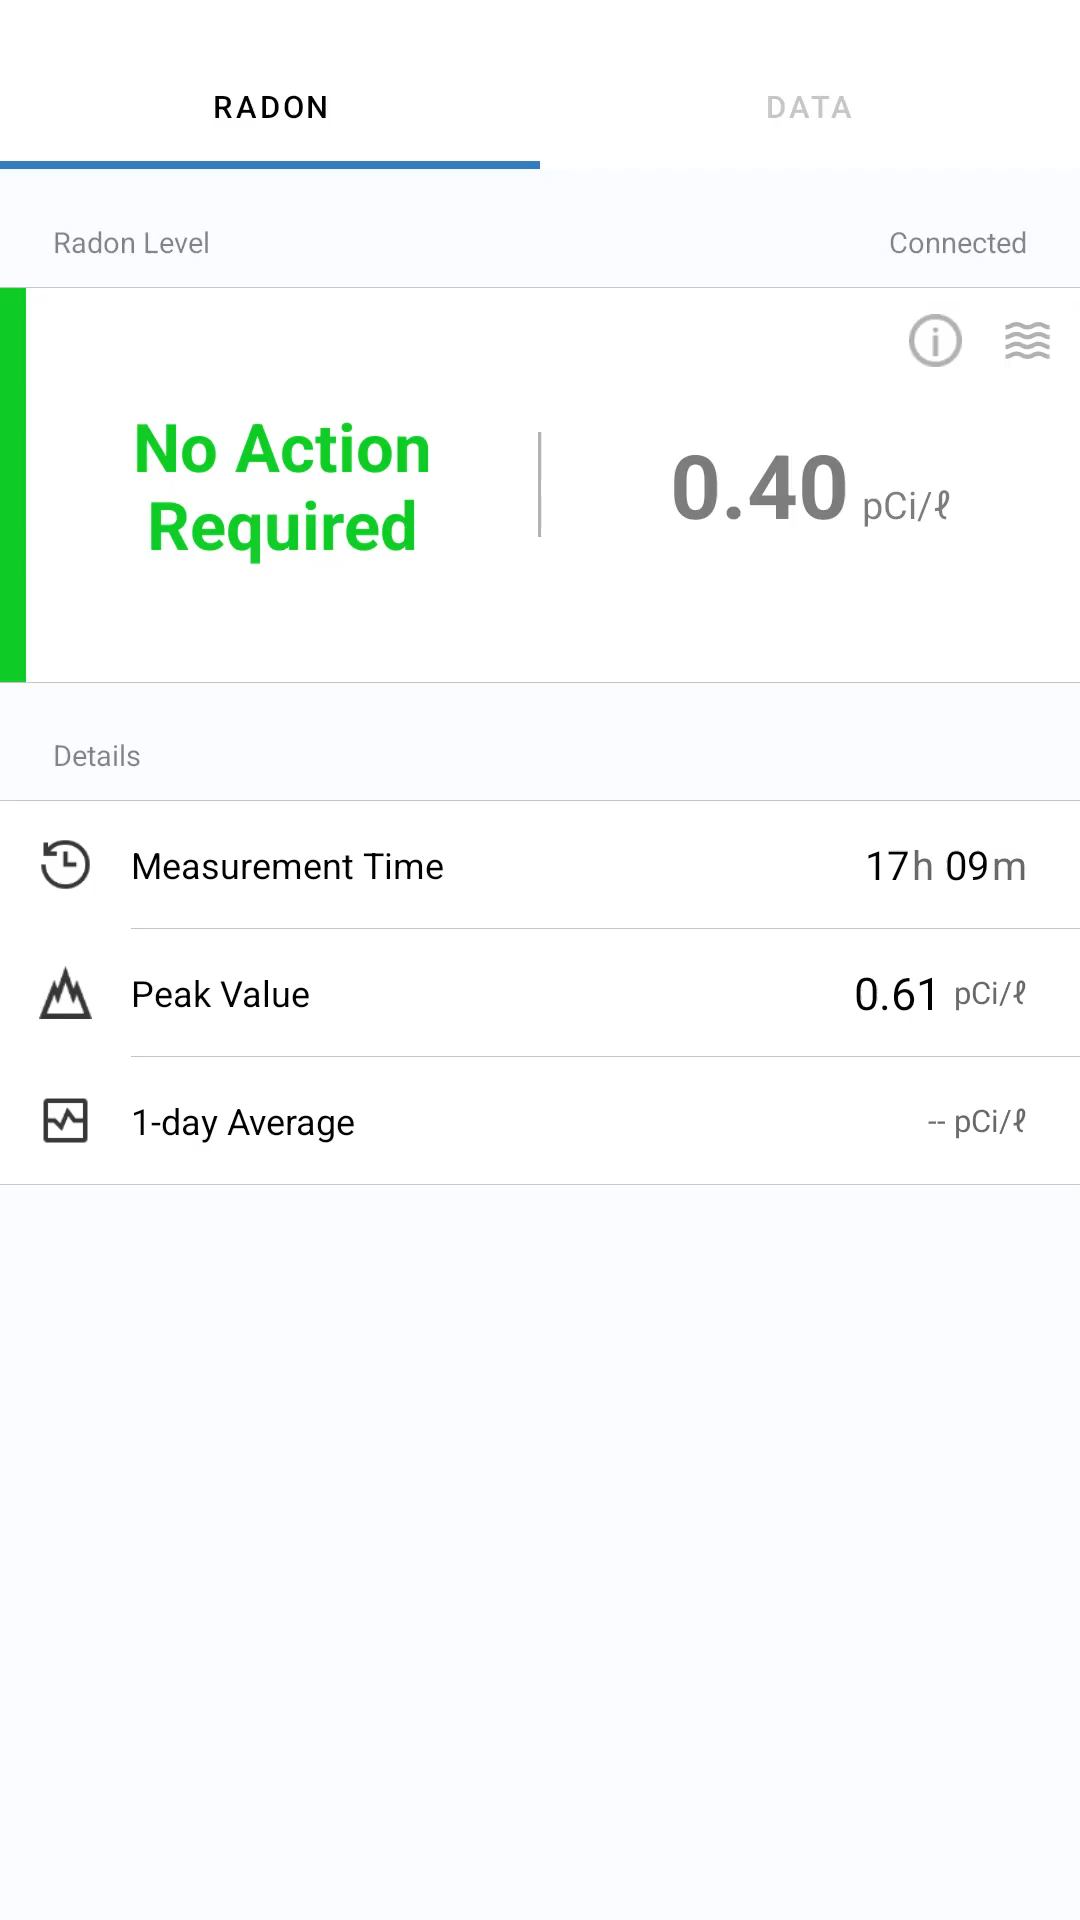 RADON DATA
Radon Level Connected
No Action
Required
0.40 pCi/ℓ
Details
Measurement Time 17h 09m
Peak Value 0.61 pCi/ℓ
1-day Average -- pCi/ℓ